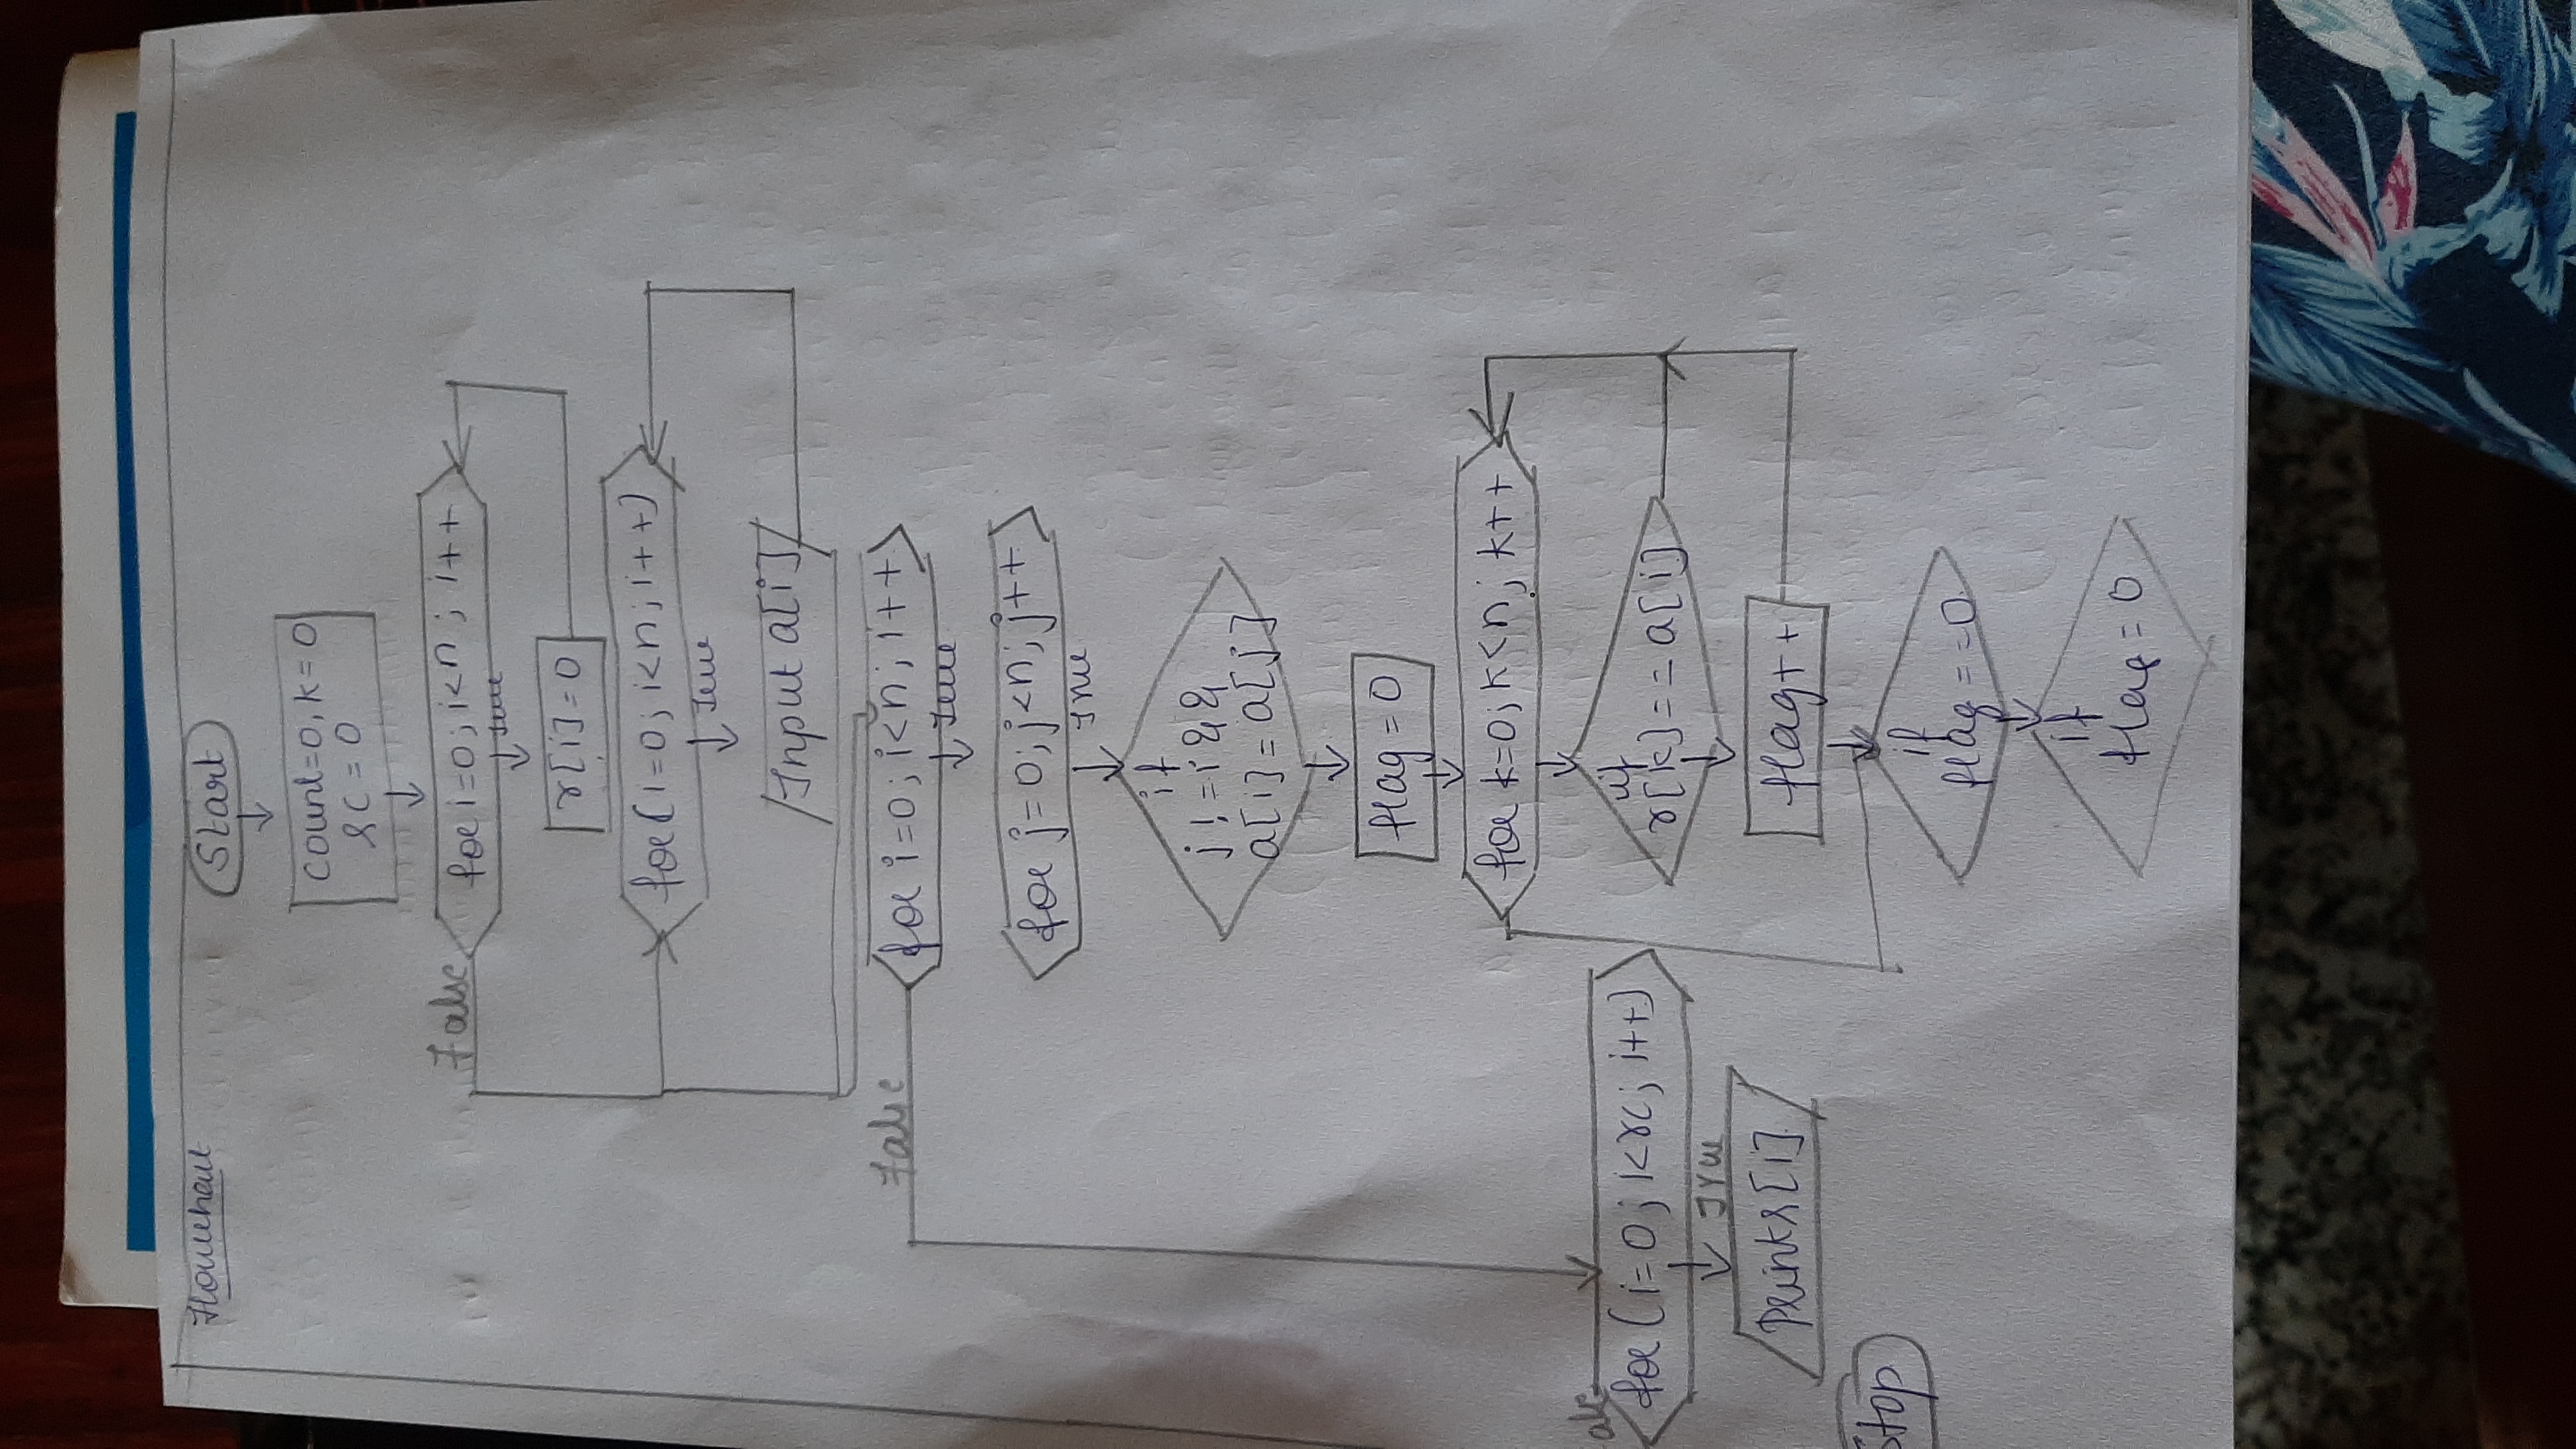 Flowchart
Start
count=0, k=0
rc=0
False
for i=0; i<n; i++
True
r[i]=0
for(i=0; i<n; i++)
True
Input a[i]
False
for i=0; i<n; i++
True
for j=0; j<n; j++
True
if
j!=i &&
a[i]=a[j]
flag=0
for k=0; k<n; k++
if
r[k]==a[i]
flag++
if
flag==0
if
flag=0
alse
for (i=0; i<rc; i++)
True
Print r[i]
Stop